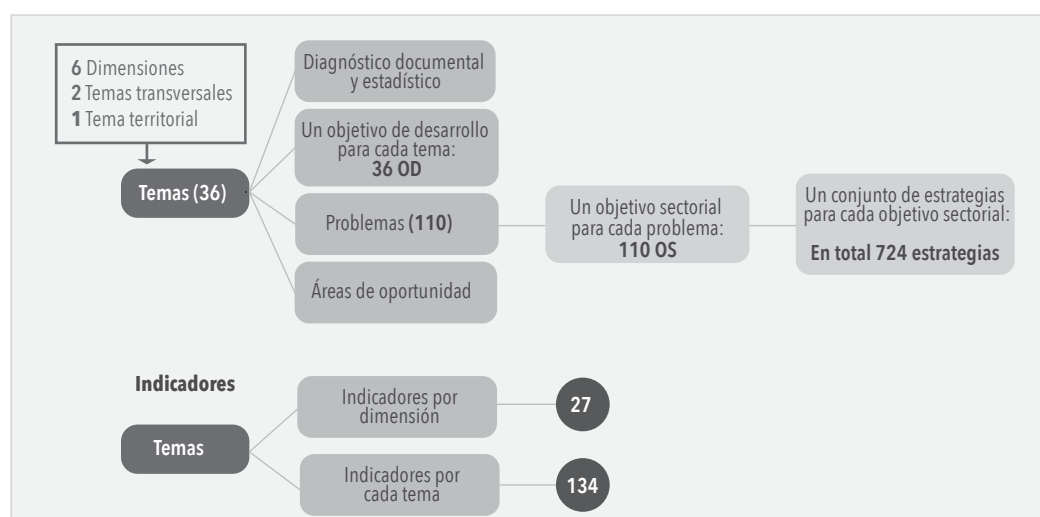 6 Dimensiones
2 Temas transversales
1 Tema territorial
Temas (36)
Diagnóstico documental
y estadístico
Un objetivo de desarrollo
para cada tema:
36 OD
Problemas (110)
Áreas de oportunidad
Un objetivo sectorial
para cada problema:
110 OS
Un conjunto de estrategias
para cada objetivo sectorial:
En total 724 estrategias
Indicadores
Temas
Indicadores por
dimensión
27
Indicadores por
cada tema
134